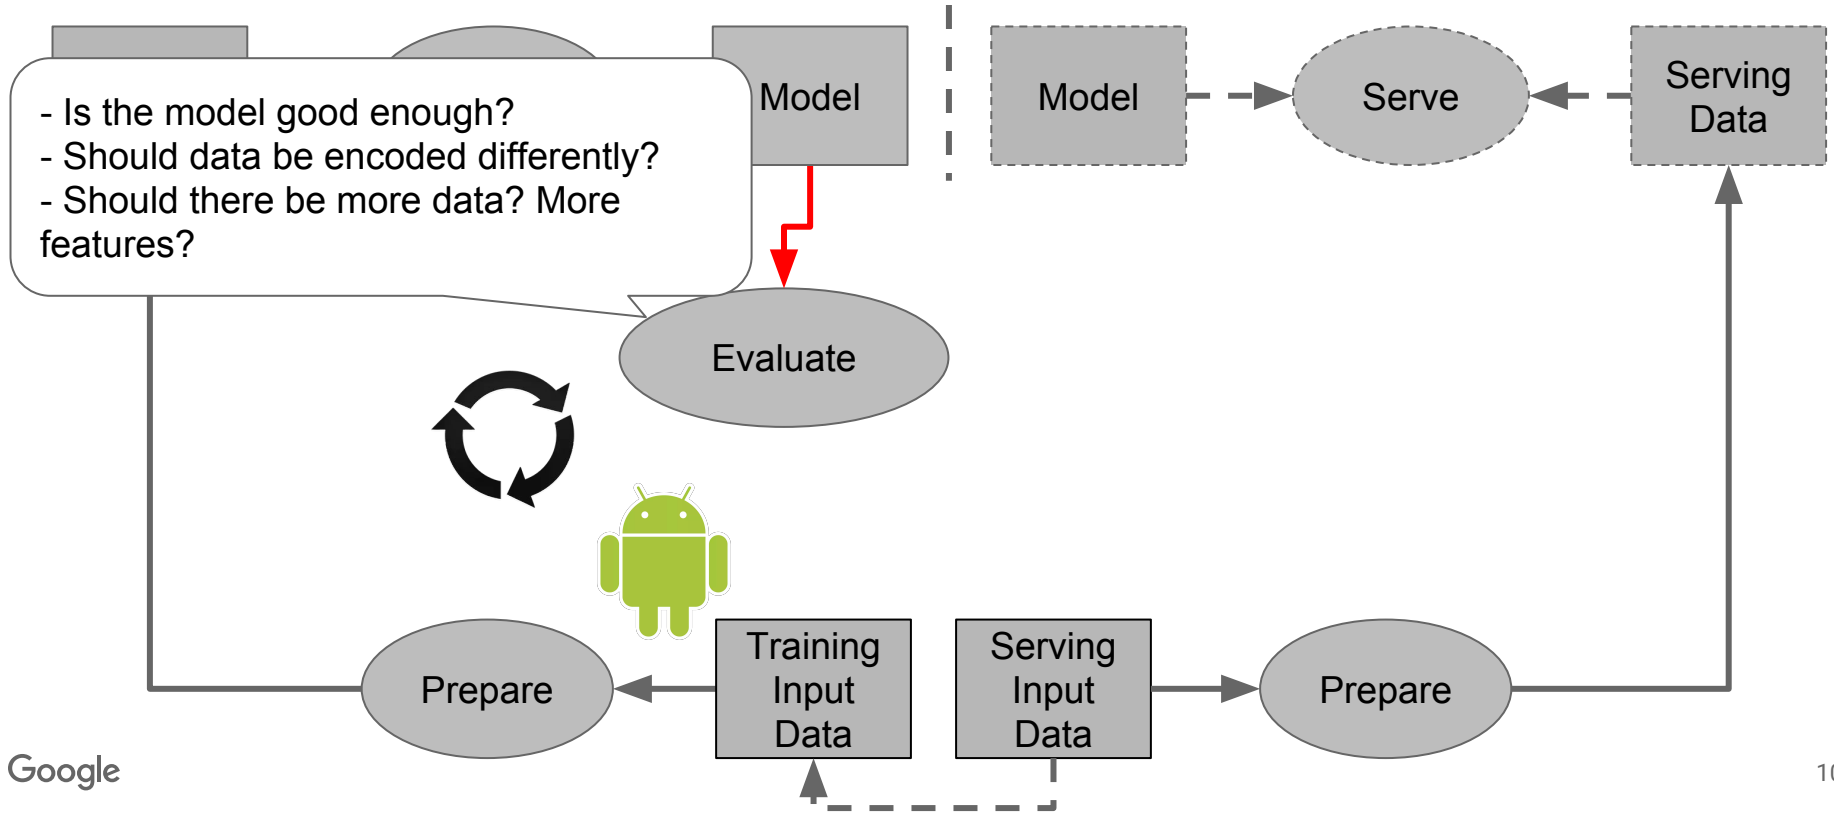 - Is the model good enough?
- Should data be encoded differently?
- Should there be more data? More
features?
Model
Model
Serve
Serving
Data
Evaluate
Prepare
Training
Input
Data
Serving
Input
Data
Prepare
Google
10